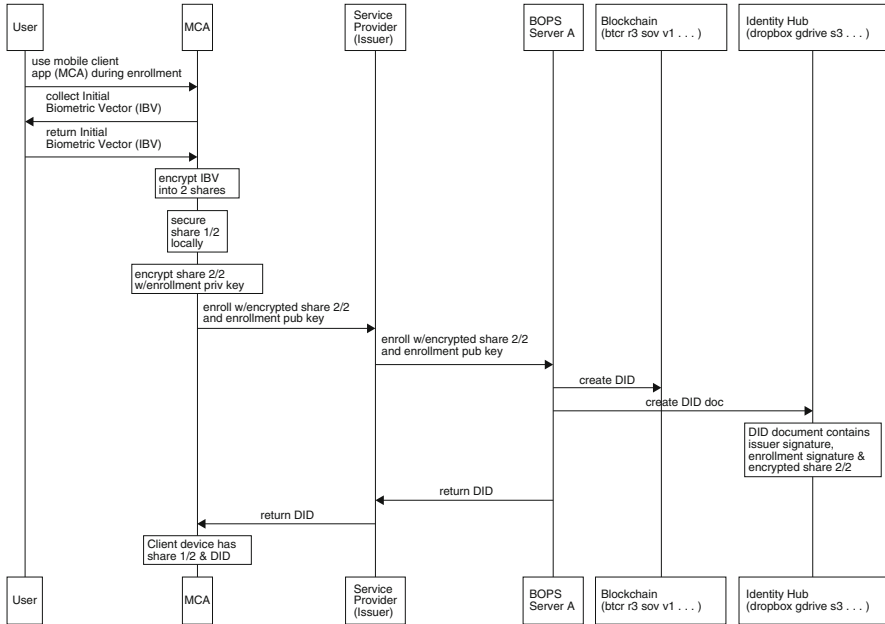 User
MCA
Service
Provider
(Issuer)
BOPS
Server A
Blockchain
(btcr r3 sov v1 . . . )
Identity Hub
(dropbox gdrive s3 . . . )
use mobile client
app (MCA) during enrollment
collect Initial
Biometric Vector (IBV)
return Initial
Biometric Vector (IBV)
encrypt IBV
into 2 shares
secure
share 1/2
locally
encrypt share 2/2
w/enrollment priv key
enroll w/encrypted share 2/2
and enrollment pub key
enroll w/encrypted share 2/2
and enrollment pub key
create DID
create DID doc
DID document contains
issuer signature,
enrollment signature &
encrypted share 2/2
return DID
return DID
Client device has
share 1/2 & DID
User
MCA
Service
Provider
(Issuer)
BOPS
Server A
Blockchain
(btcr r3 sov v1 . . . )
Identity Hub
(dropbox gdrive s3 . . . )